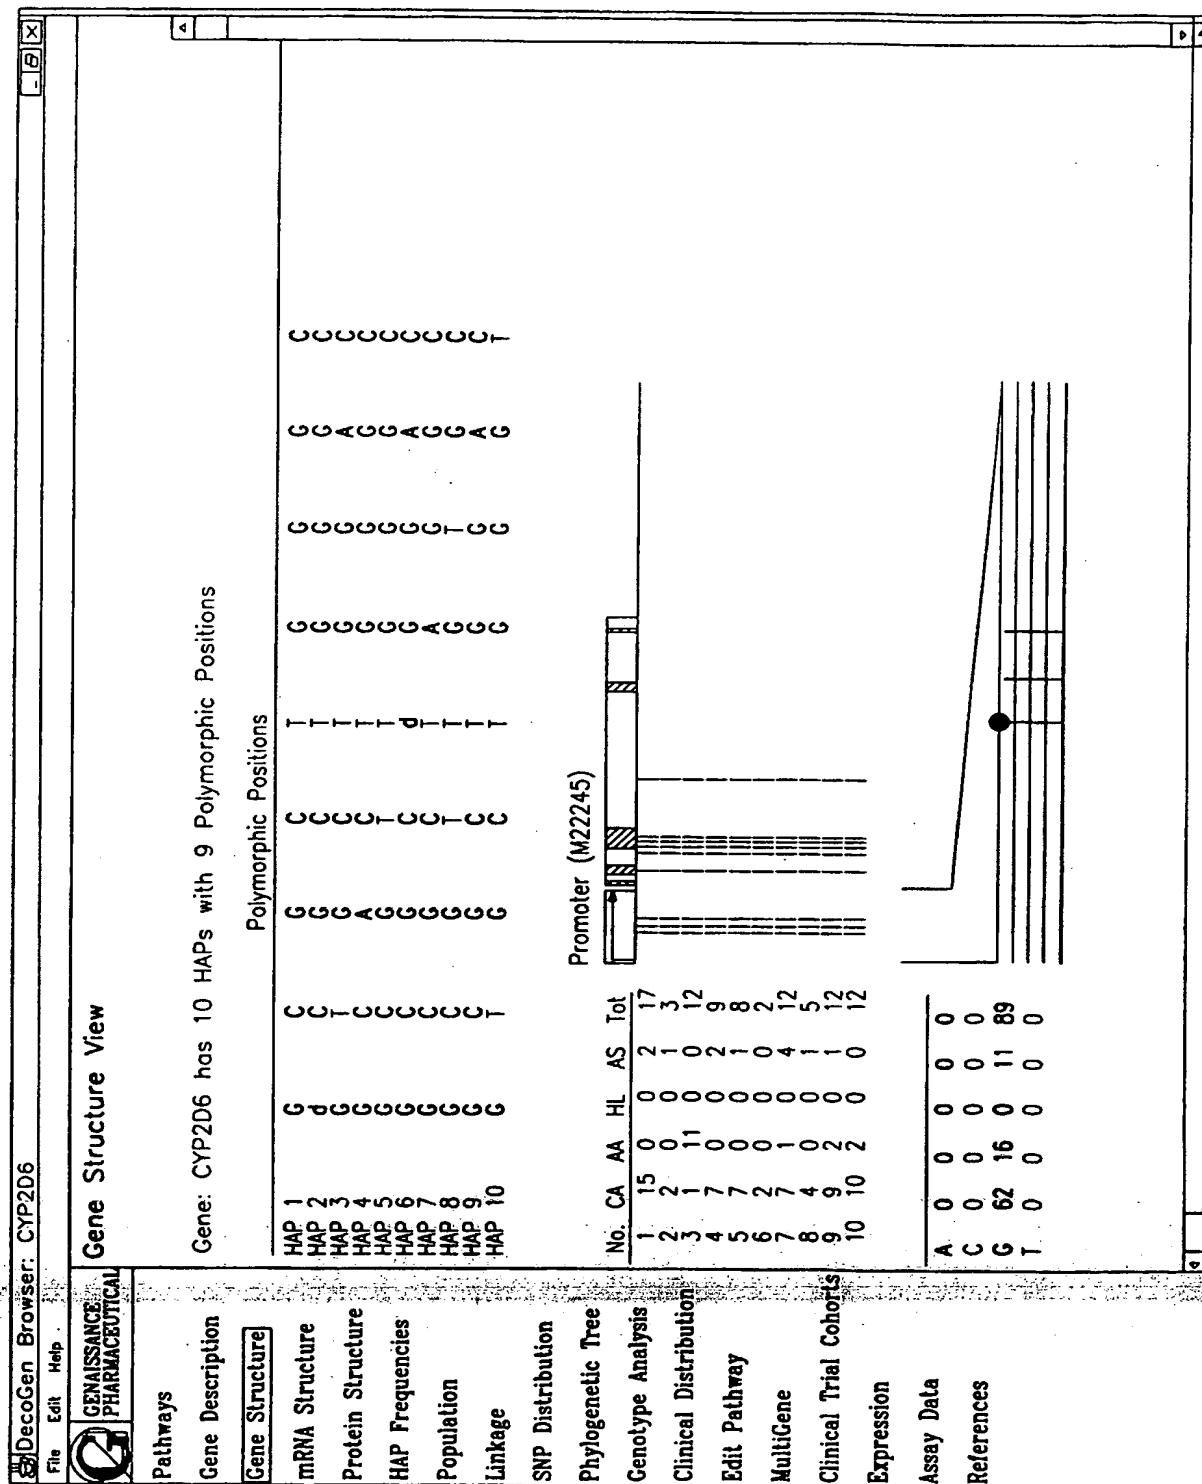 DecoGen Browser: CYP2D6
File Edit Help
GENAISSANCE
PHARMACEUTICAL
Pathways
Gene Description
Gene Structure
mRNA Structure
Protein Structure
HAP Frequencies
Population
Linkage
SNP Distribution
Phylogenetic Tree
Genotype Analysis
Clinical Distribution
Edit Pathway
MultiGene
Clinical Trial Cohorts
Expression
Assay Data
References
Gene Structure View
Gene: CYP2D6 has 10 HAPs with 9 Polymorphic Positions
Polymorphic Positions
HAP 1 G C G C T G G G C
HAP 2 d C G C T G G G C
HAP 3 G T G C T G G A C
HAP 4 G C A C T G G G C
HAP 5 G C G T T G G G C
HAP 6 G C G C d G G A C
HAP 7 G C G C T A G G C
HAP 8 G C G T T G T G C
HAP 9 G C G C T G G A C
HAP 10 G T G C T G G G T
Promoter (M22245)
No. CA AA HL AS Tot
1 15 0 0 2 17
2 2 0 0 1 3
3 1 11 0 0 12
4 7 0 0 2 9
5 7 0 0 1 8
6 2 0 0 0 2
7 7 1 0 4 12
8 4 0 0 1 5
9 9 2 0 1 12
10 10 2 0 0 12
A 0 0 0 0 0
C 0 0 0 0 0
G 62 16 0 11 89
T 0 0 0 0 0